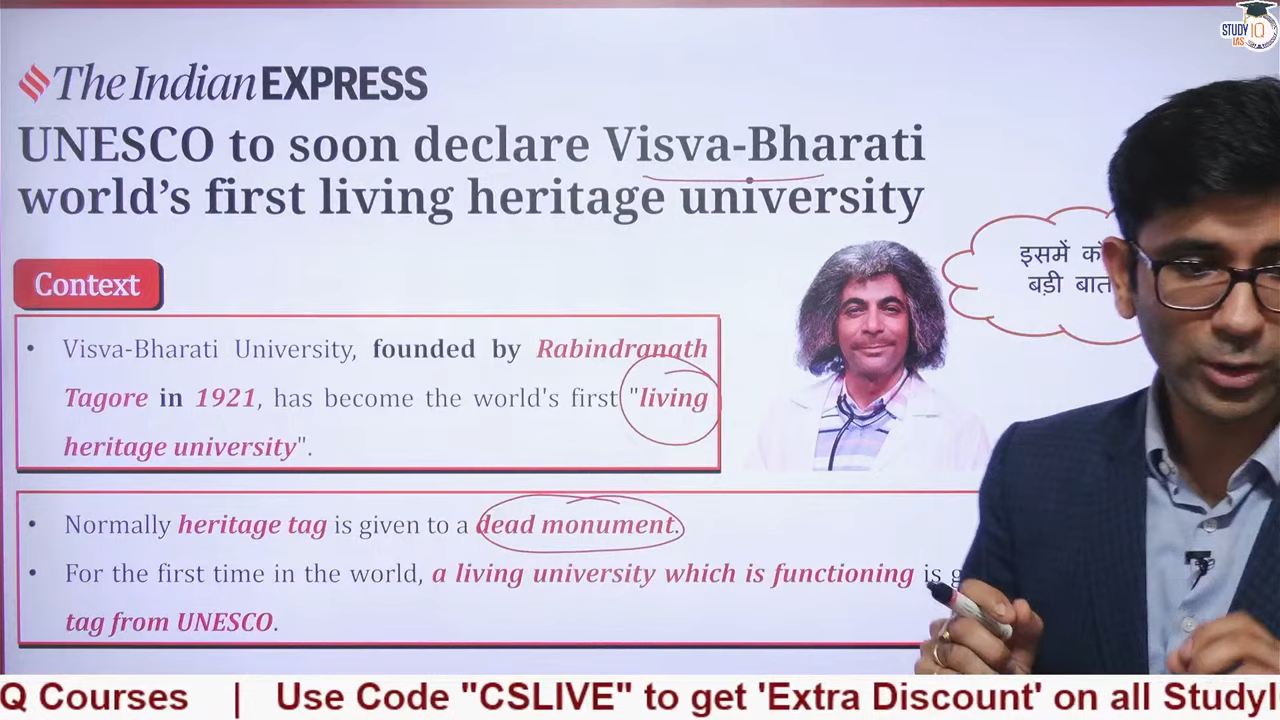 STUDY IQ
IAS
The Indian EXPRESS
UNESCO to soon declare Visva-Bharati
world's first living heritage university
Context
इसमें
बड़ी बात
• Visva-Bharati University, founded by Rabindranath
Tagore in 1921, has become the world's first "living
heritage university".
• Normally heritage tag is given to a dead monument.
• For the first time in the world, a living university which is functioning is
tag from UNESCO.
Q Courses | Use Code "CSLIVE" to get 'Extra Discount' on all StudyI